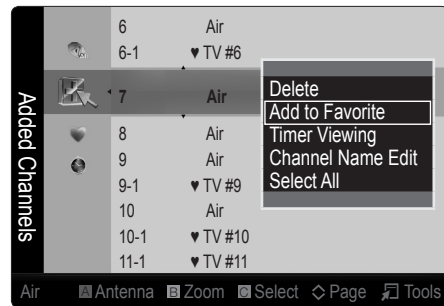 Added Channels
6 Air
6-1 ♥ TV #6
7 Air
8 Air
9 Air
9-1 ♥ TV #9
10 Air
10-1 ♥ TV #10
11-1 ♥ TV #11
Delete
Add to Favorite
Timer Viewing
Channel Name Edit
Select All
Air A Antenna B Zoom C Select Page Tools